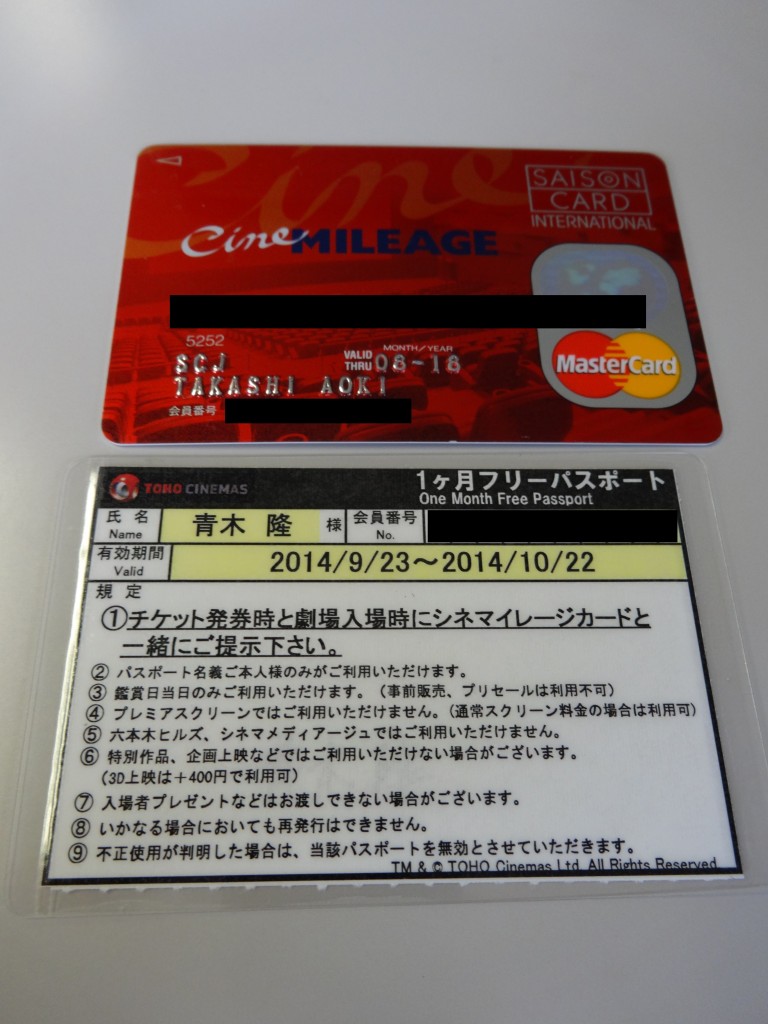 Cine
SAISON
CARD
INTERNATIONAL
Cine MILEAGE
5252
MONTH/YEAR
SCJ VALID THRU 08-18
TAKASHI AOKI
会員番号
MasterCard
TOHO CINEMAS 1ヶ月フリーパスポート
One Month Free Passport
氏名 Name 青木 隆 様 会員番号 No.
有効期間 Valid 2014/9/23～2014/10/22
規定
①チケット発券時と劇場入場時にシネマイレージカードと
一緒にご提示下さい。
② パスポート名義ご本人様のみがご利用いただけます。
③ 鑑賞日当日のみご利用いただけます。（事前販売、プリセールは利用不可）
④ プレミアスクリーンではご利用いただけません。（通常スクリーン料金の場合は利用可）
⑤ 六本木ヒルズ、シネマメディアージュではご利用いただけません。
⑥ 特別作品、企画上映などではご利用いただけない場合がございます。
（3D上映は＋400円で利用可）
⑦ 入場者プレゼントなどはお渡しできない場合がございます。
⑧ いかなる場合においても再発行はできません。
⑨ 不正使用が判明した場合は、当該パスポートを無効とさせていただきます。
TM & © TOHO Cinemas Ltd. All Rights Reserved